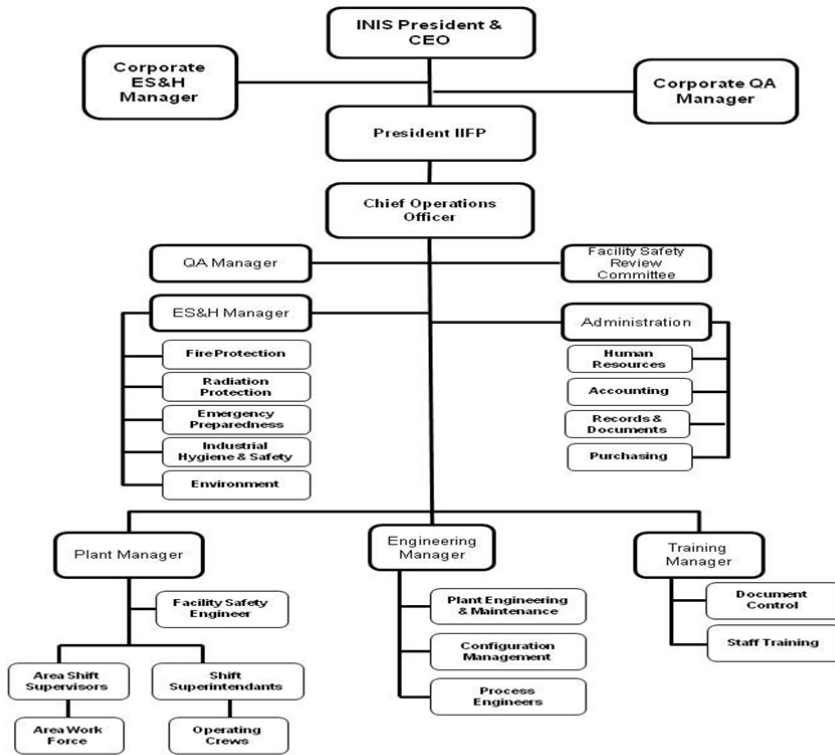 INIS President &
CEO
Corporate
ES&H
Manager
Corporate QA
Manager
President IIFP
Chief Operations
Officer
QA Manager
Facility Safety
Review
Committee
ES&H Manager
Administration
Fire Protection
Radiation
Protection
Emergency
Preparedness
Industrial
Hygiene & Safety
Environment
Human
Resources
Accounting
Records &
Documents
Purchasing
Plant Manager
Engineering
Manager
Training
Manager
Facility Safety
Engineer
Area Shift
Supervisors
Shift
Superintendants
Area Work
Force
Operating
Crews
Plant Engineering
& Maintenance
Configuration
Management
Process
Engineers
Document
Control
Staff Training